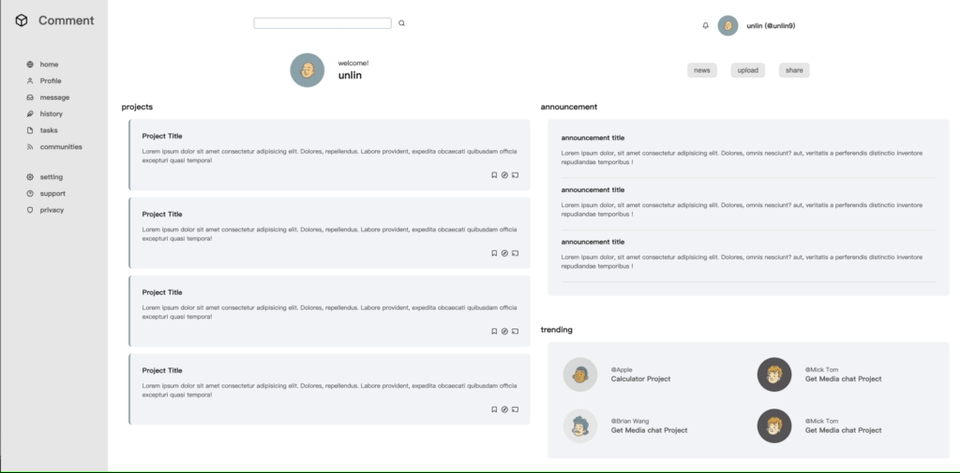 Comment
unlin (@unlin9)
home
Profile
message
history
tasks
communities
setting
support
privacy
welcome!
unlin
news
upload
share
projects
Project Title
Lorem ipsum dolor sit amet consectetur adipisicing elit. Dolores, repellendus. Labore provident, expedita obcaecati quibusdam officia
excepturi quasi tempora!
Project Title
Lorem ipsum dolor sit amet consectetur adipisicing elit. Dolores, repellendus. Labore provident, expedita obcaecati quibusdam officia
excepturi quasi tempora!
Project Title
Lorem ipsum dolor sit amet consectetur adipisicing elit. Dolores, repellendus. Labore provident, expedita obcaecati quibusdam officia
excepturi quasi tempora!
Project Title
Lorem ipsum dolor sit amet consectetur adipisicing elit. Dolores, repellendus. Labore provident, expedita obcaecati quibusdam officia
excepturi quasi tempora!
announcement
announcement title
Lorem ipsum dolor, sit amet consectetur adipisicing elit. Dolores, omnis nesciunt? aut, veritatis a perferendis distinctio inventore
repudiandae temporibus !
announcement title
Lorem ipsum dolor, sit amet consectetur adipisicing elit. Dolores, omnis nesciunt? aut, veritatis a perferendis distinctio inventore
repudiandae temporibus !
announcement title
Lorem ipsum dolor, sit amet consectetur adipisicing elit. Dolores, omnis nesciunt? aut, veritatis a perferendis distinctio inventore
repudiandae temporibus !
trending
@Apple
Calculator Project
@Mick Tom
Get Media chat Project
@Brian Wang
Get Media chat Project
@Mick Tom
Get Media chat Project